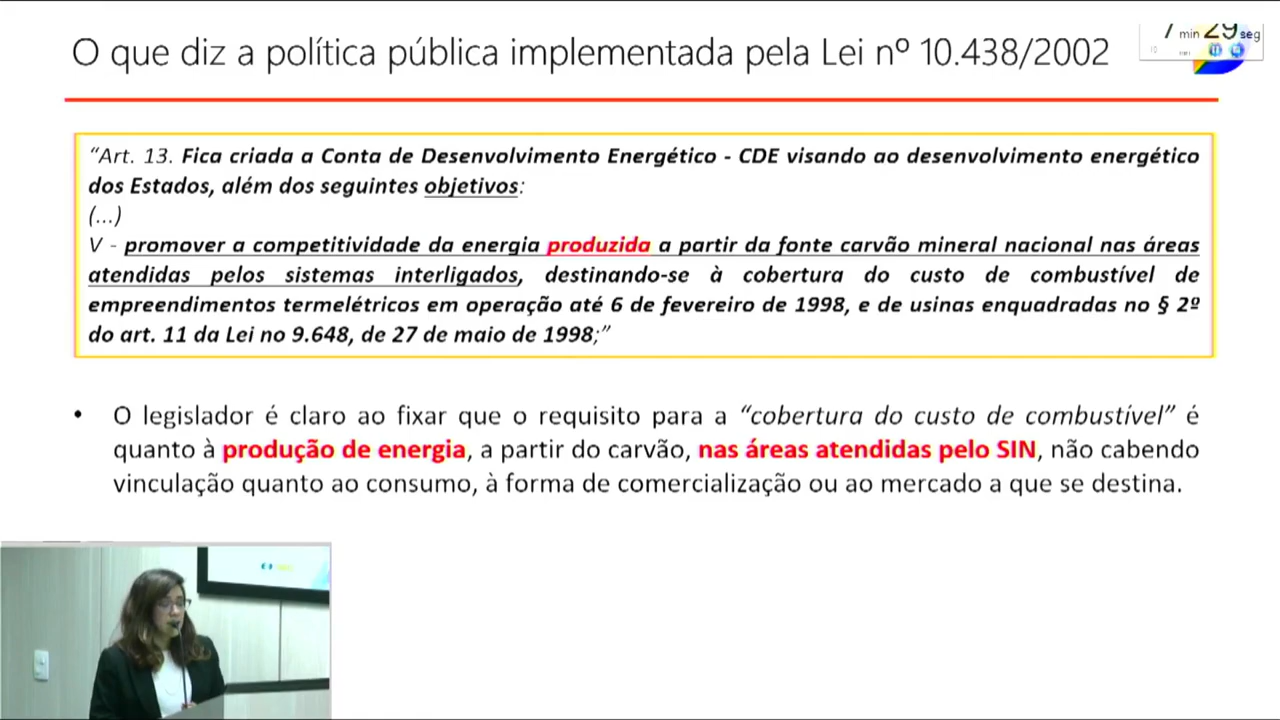 O que diz a política pública implementada pela Lei nº 10.438/2002
7 min 29 seg
“Art. 13. Fica criada a Conta de Desenvolvimento Energético - CDE visando ao desenvolvimento energético
dos Estados, além dos seguintes objetivos:
(...)
V - promover a competitividade da energia produzida a partir da fonte carvão mineral nacional nas áreas
atendidas pelos sistemas interligados, destinando-se à cobertura do custo de combustível de
empreendimentos termelétricos em operação até 6 de fevereiro de 1998, e de usinas enquadradas no § 2º
do art. 11 da Lei no 9.648, de 27 de maio de 1998;”
• O legislador é claro ao fixar que o requisito para a “cobertura do custo de combustível” é
quanto à produção de energia, a partir do carvão, nas áreas atendidas pelo SIN, não cabendo
vinculação quanto ao consumo, à forma de comercialização ou ao mercado a que se destina.